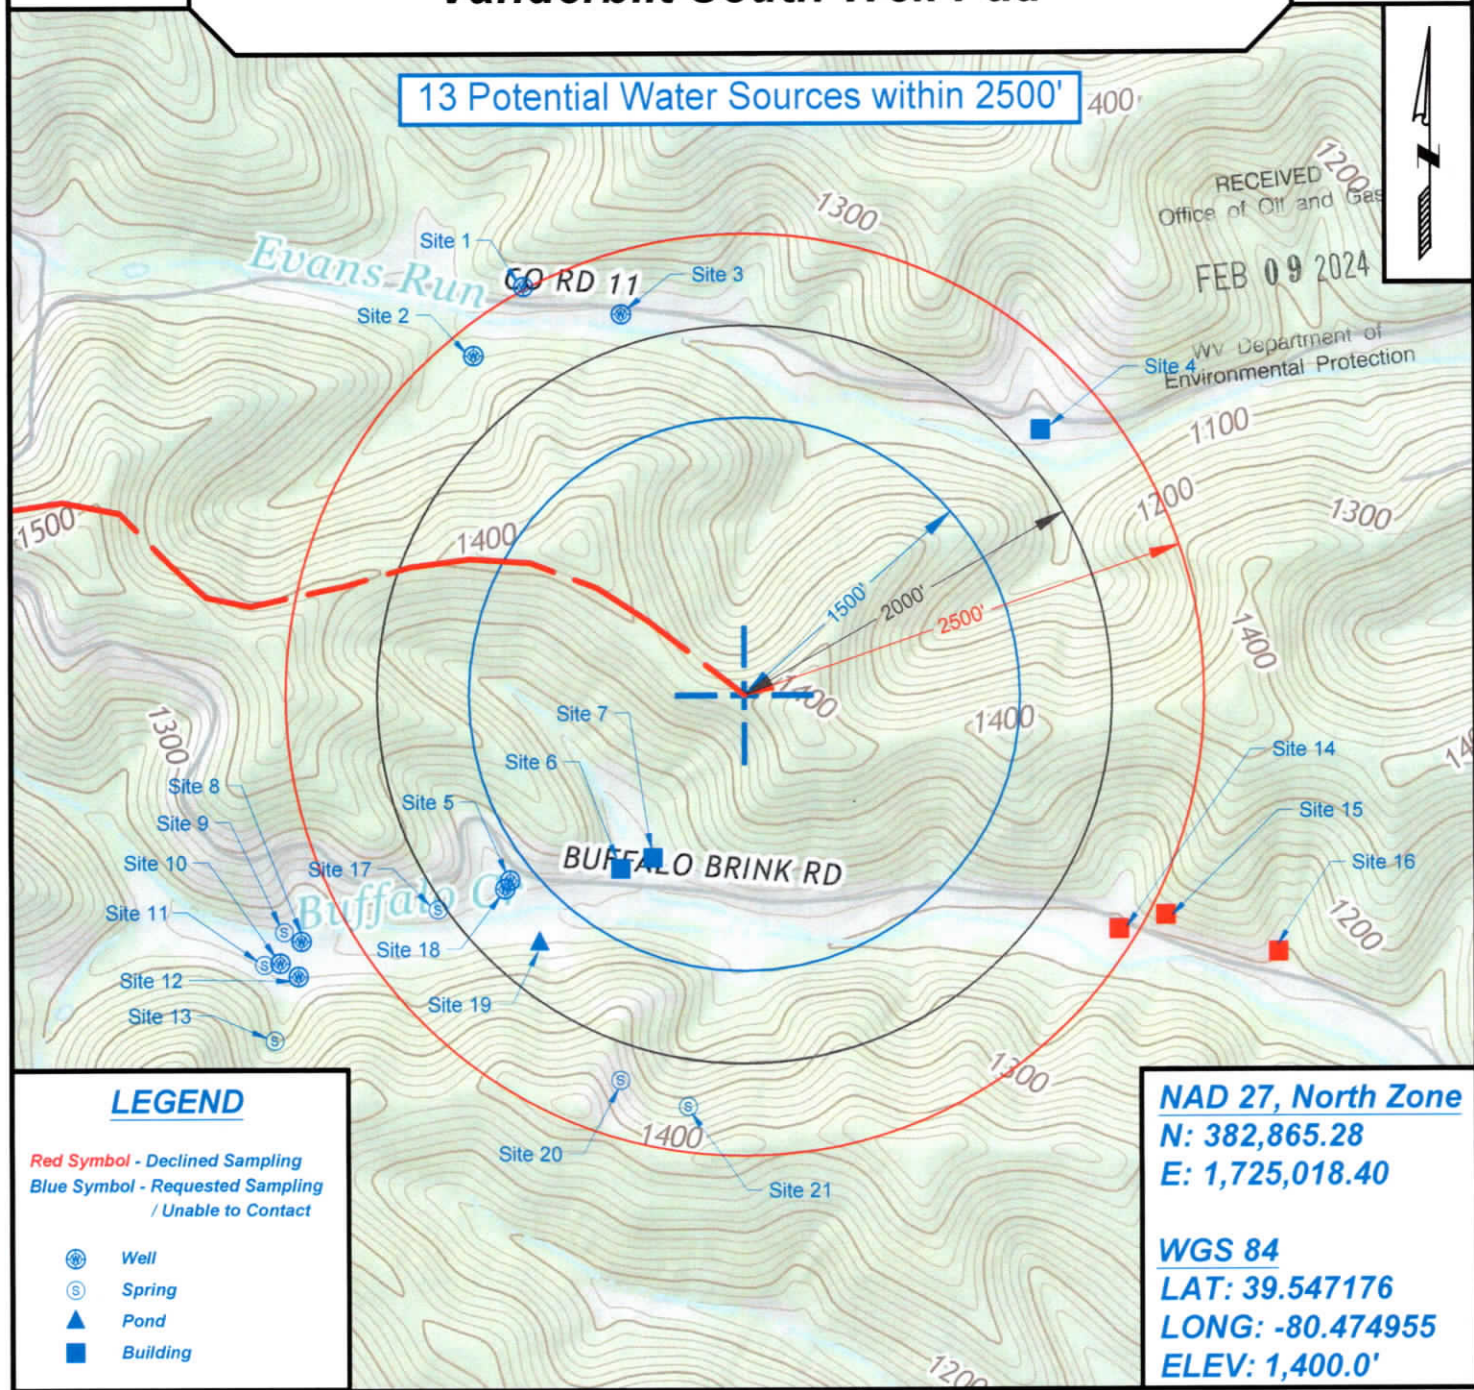 Vanderbilt South Well Pad
13 Potential Water Sources within 2500'
400
1200
RECEIVED
Office of Oil and Gas
1300
FEB 09 2024
WV Department of
Environmental Protection
N
Evans Run
Site 1
CO RD 11
Site 3
Site 2
Site 4
1100
1200
1300
1500
1400
1500'
2000'
2500'
1400
1400
1400
Site 7
1300
Site 6
Site 14
Site 8
Site 5
Site 15
Site 9
Site 10
BUFFALO BRINK RD
Site 16
Site 17
Buffalo Cr
Site 11
1200
Site 18
Site 12
Site 19
Site 13
1300
1400
Site 20
Site 21
1200
LEGEND
Red Symbol - Declined Sampling
Blue Symbol - Requested Sampling
/ Unable to Contact
W Well
S Spring
Pond
Building
NAD 27, North Zone
N: 382,865.28
E: 1,725,018.40
WGS 84
LAT: 39.547176
LONG: -80.474955
ELEV: 1,400.0'